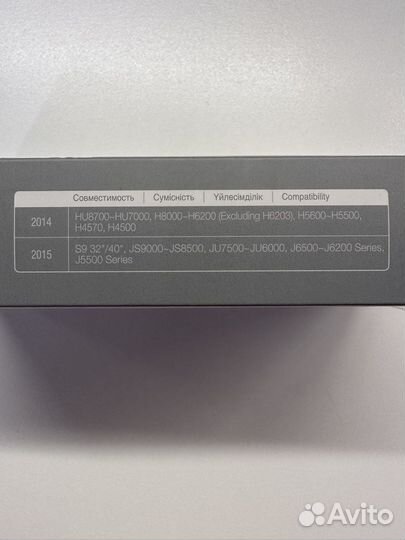 Совместимость | Сумісність | Үйлесімділік | Compatibility
2014 HU8700~HU7000, H8000~H6200 (Excluding H6203), H5600~H5500,
H4570, H4500
2015 S9 32"/40", JS9000~JS8500, JU7500~JU6000, J6500~J6200 Series,
J5500 Series
Avito